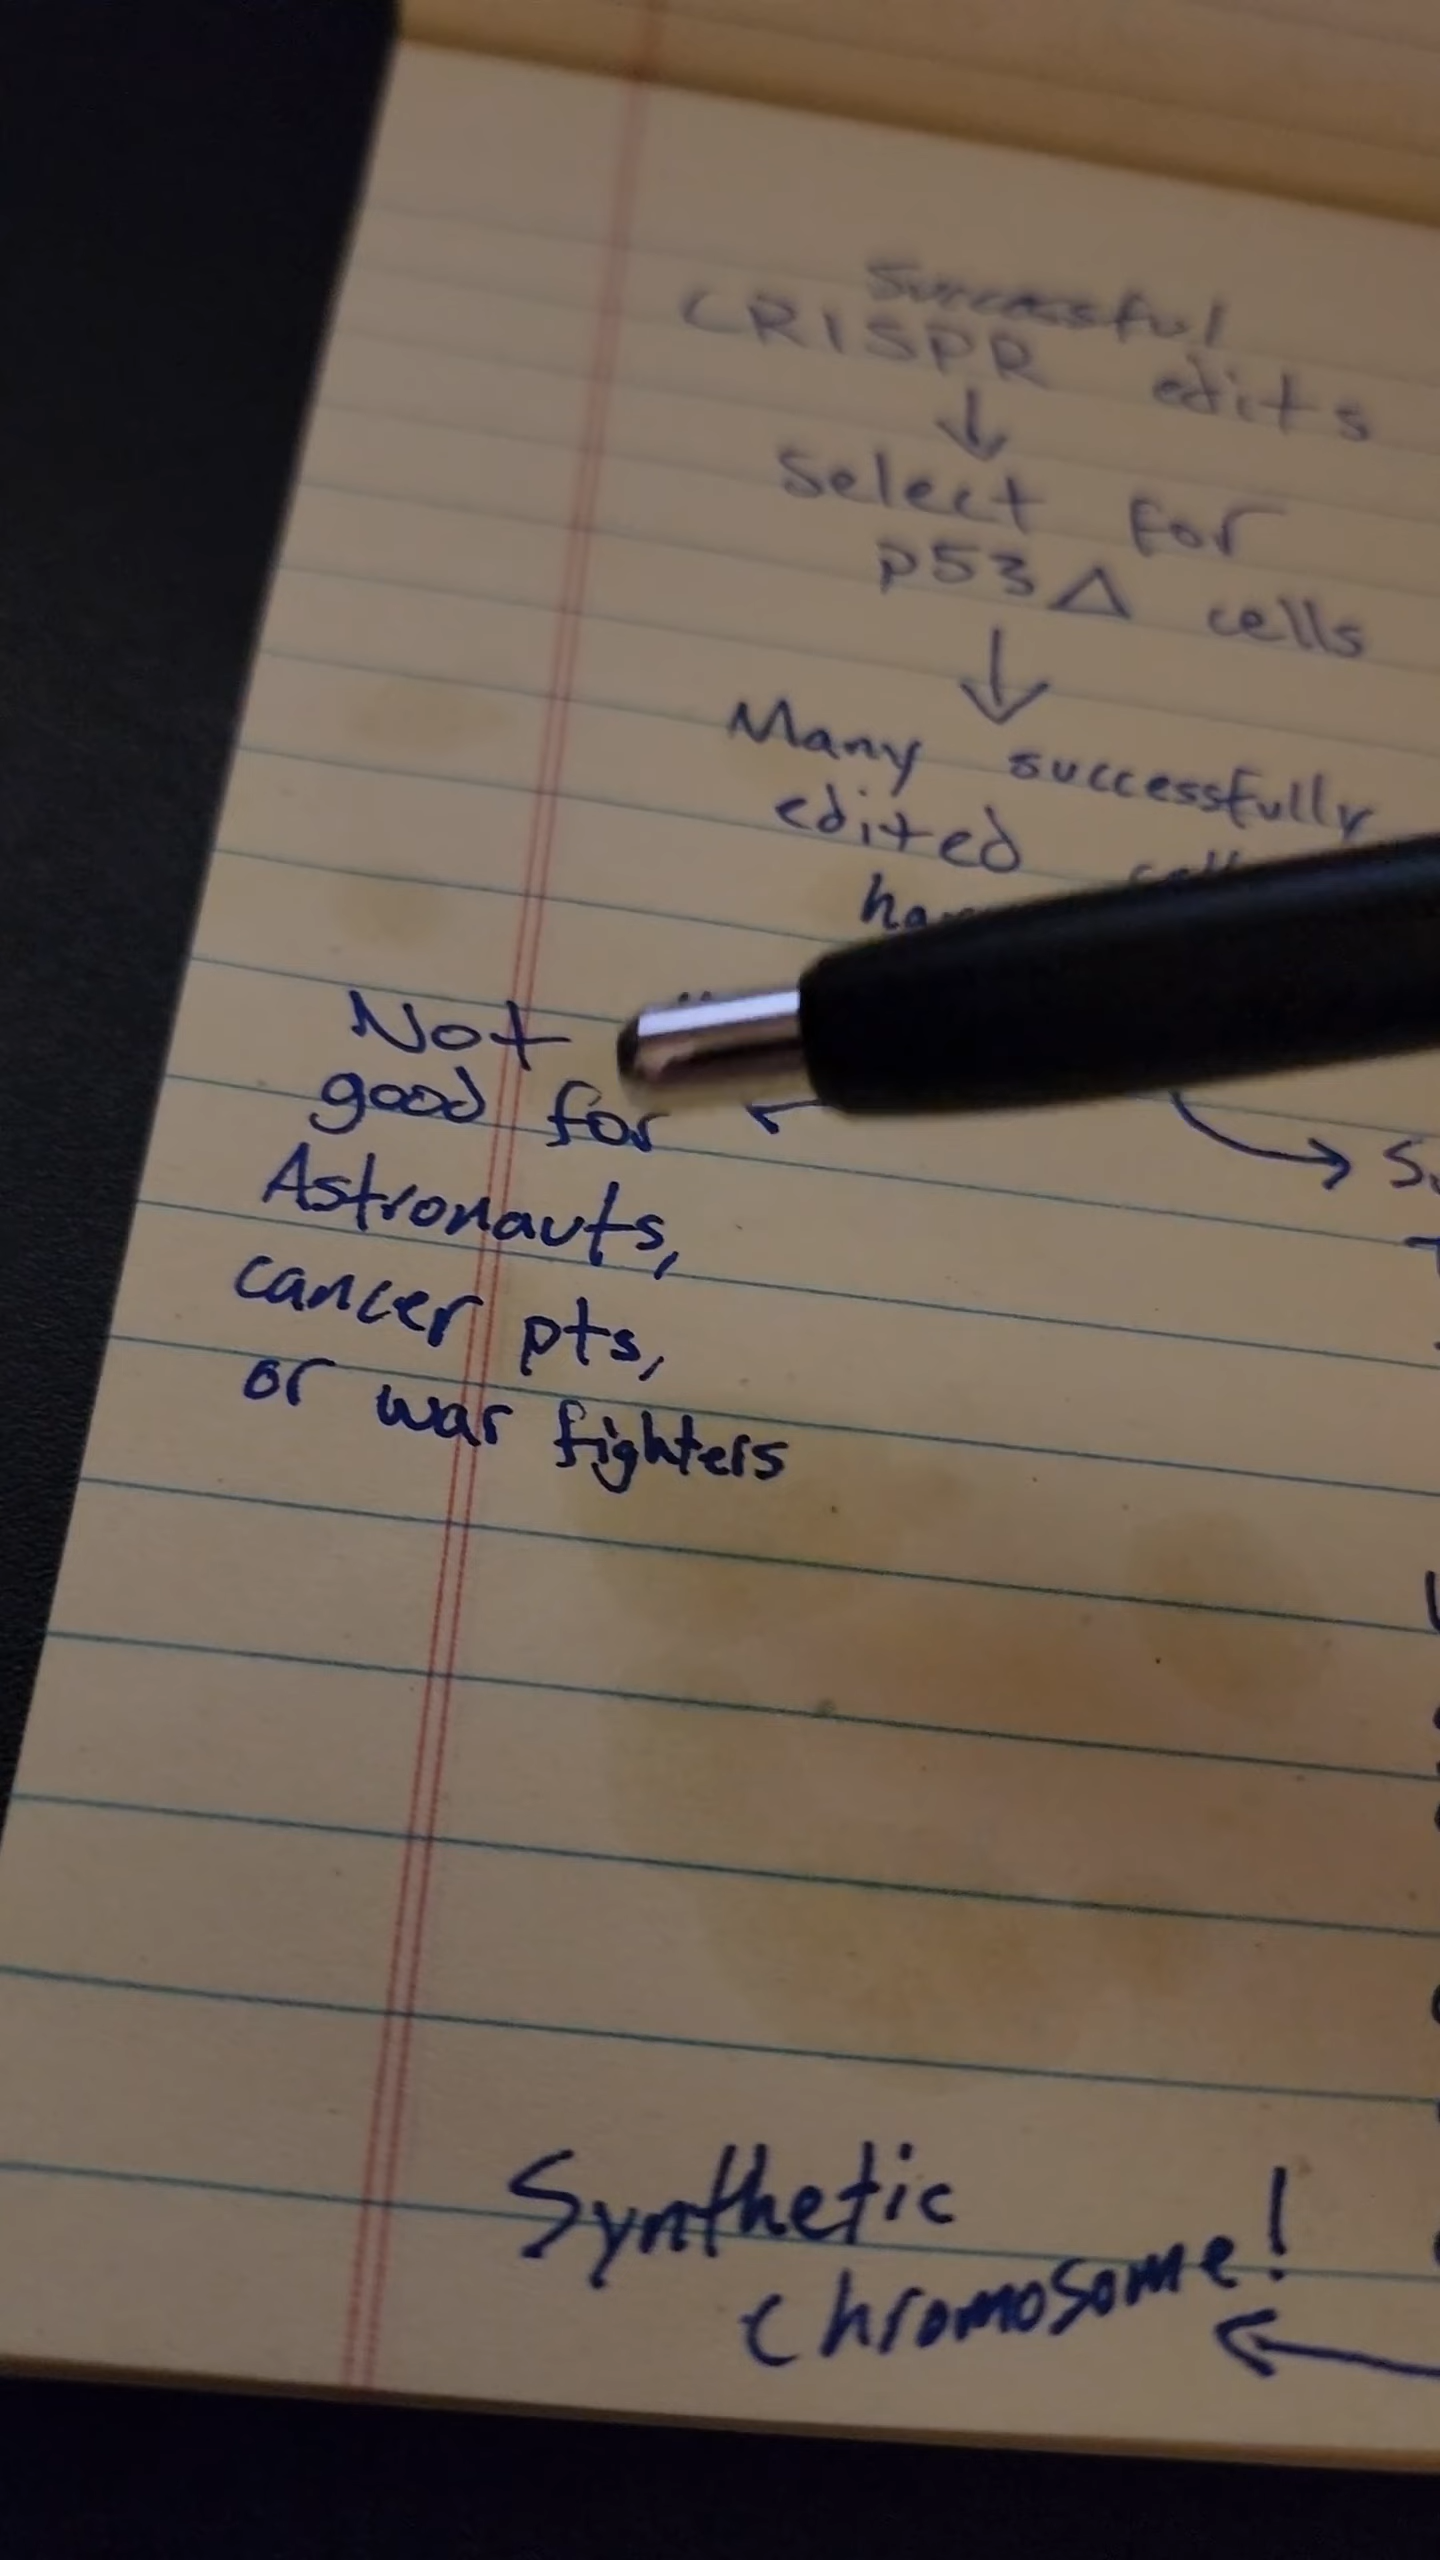 Successful
CRISPR edits
↓
Select for
p53Δ cells
↓
Many successfully
edited
Not
good for
Astronauts,
cancer pts,
or war fighters
Synthetic
chromosome!